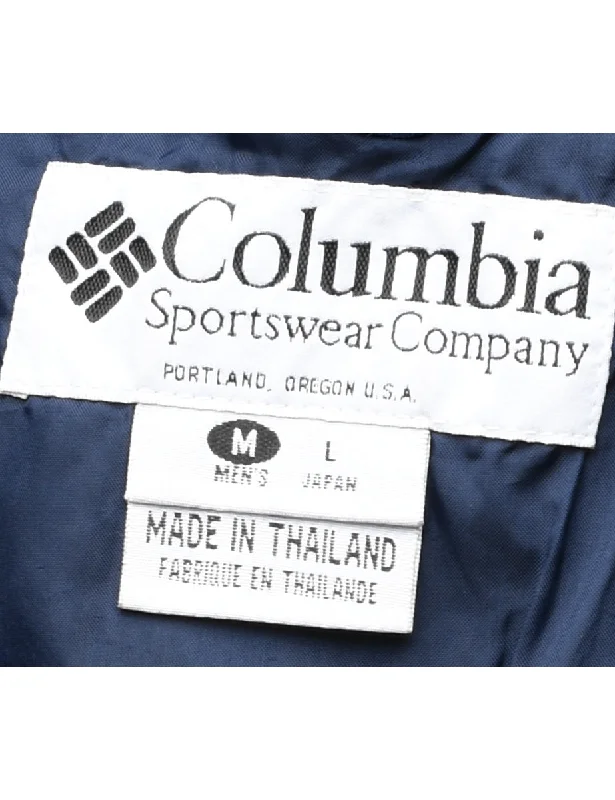 Columbia
Sportswear Company
PORTLAND, OREGON U.S.A.
M L
MEN'S JAPAN
MADE IN THAILAND
FABRIQUE EN THAILANDE